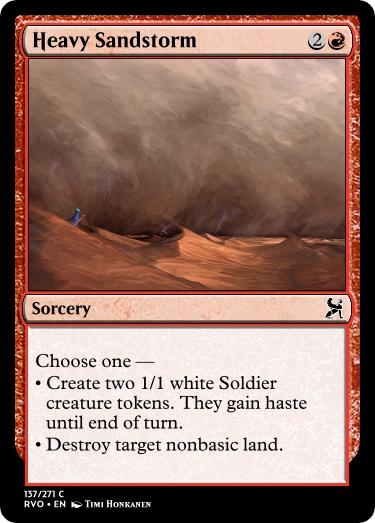 Heavy Sandstorm 2
Sorcery
Choose one —
• Create two 1/1 white Soldier
creature tokens. They gain haste
until end of turn.
• Destroy target nonbasic land.
137/271 C
RVO • EN Timi Honkanen